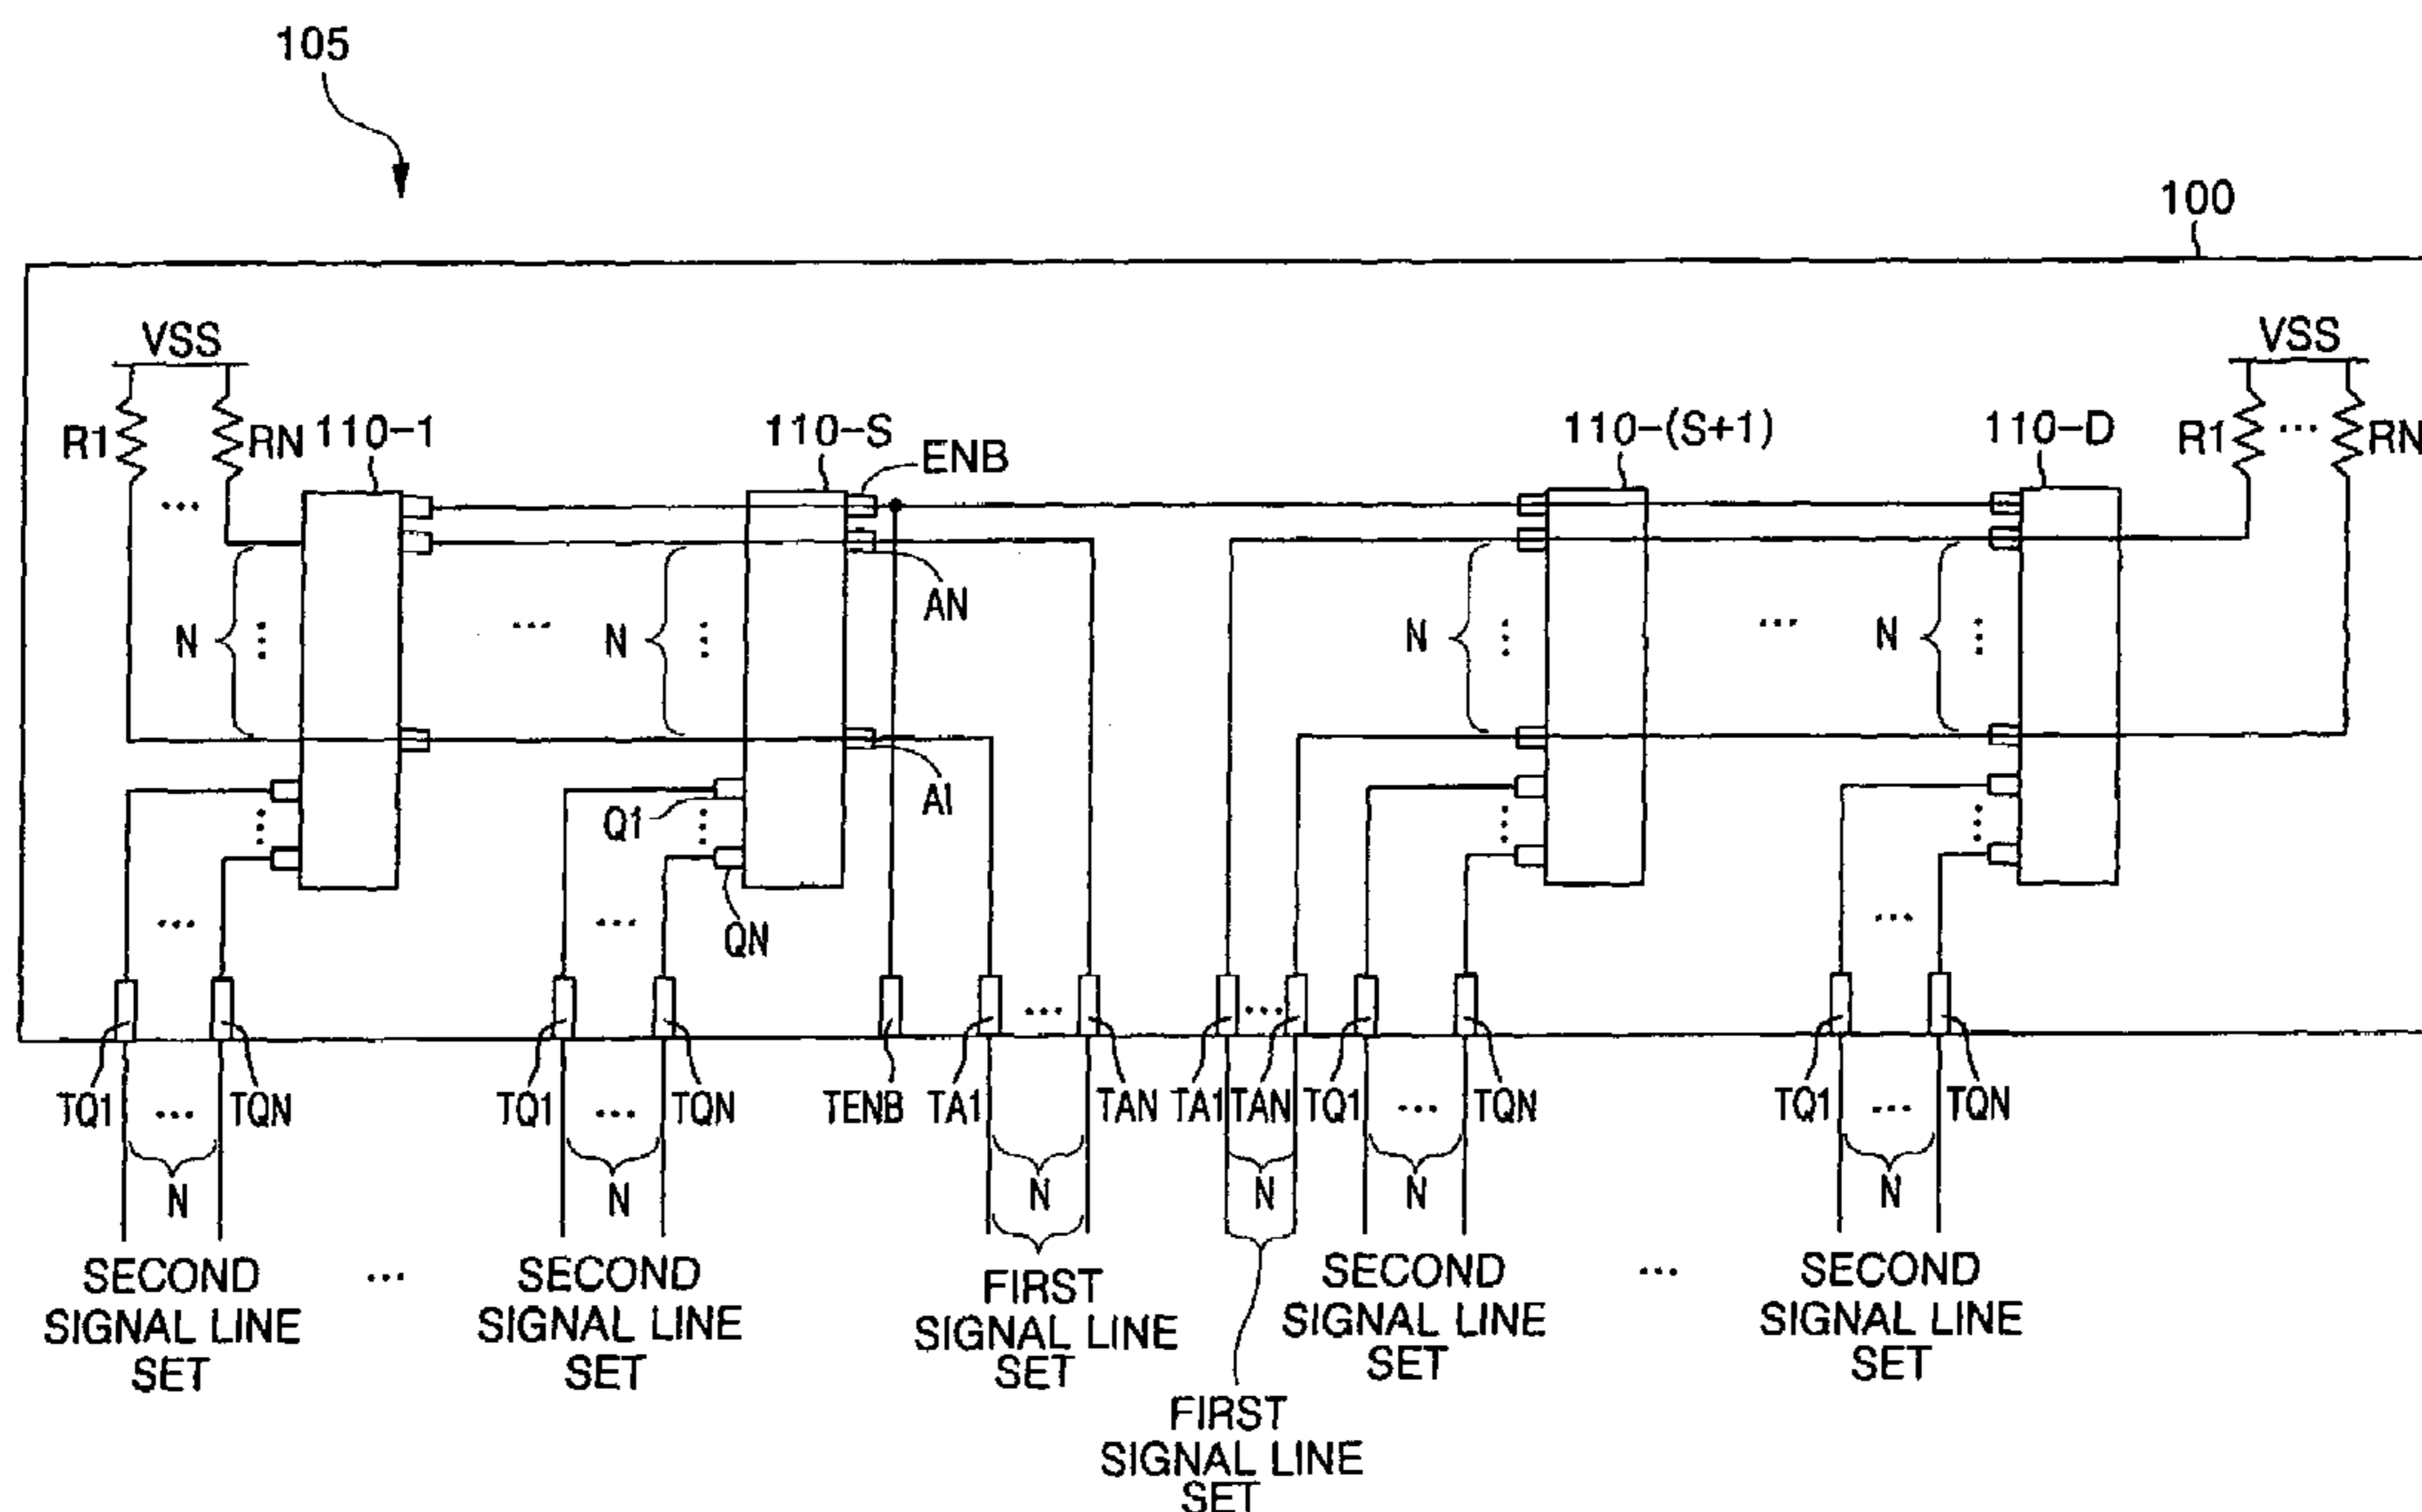 105
100
VSS
VSS
R1
...
RN
110-1
110-S
ENB
110-(S+1)
110-D
R1
...
RN
N
...
N
AN
N
...
N
Q1
A1
...
QN
...
...
...
...
TQ1
...
TQN
TQ1
...
TQN
TENB
TA1
TAN
TA1
TAN
TQ1
...
TQN
TQ1
...
TQN
N
N
N
N
N
N
SECOND
SIGNAL LINE
SET
...
SECOND
SIGNAL LINE
SET
FIRST
SIGNAL LINE
SET
FIRST
SIGNAL LINE
SET
SECOND
SIGNAL LINE
SET
...
SECOND
SIGNAL LINE
SET